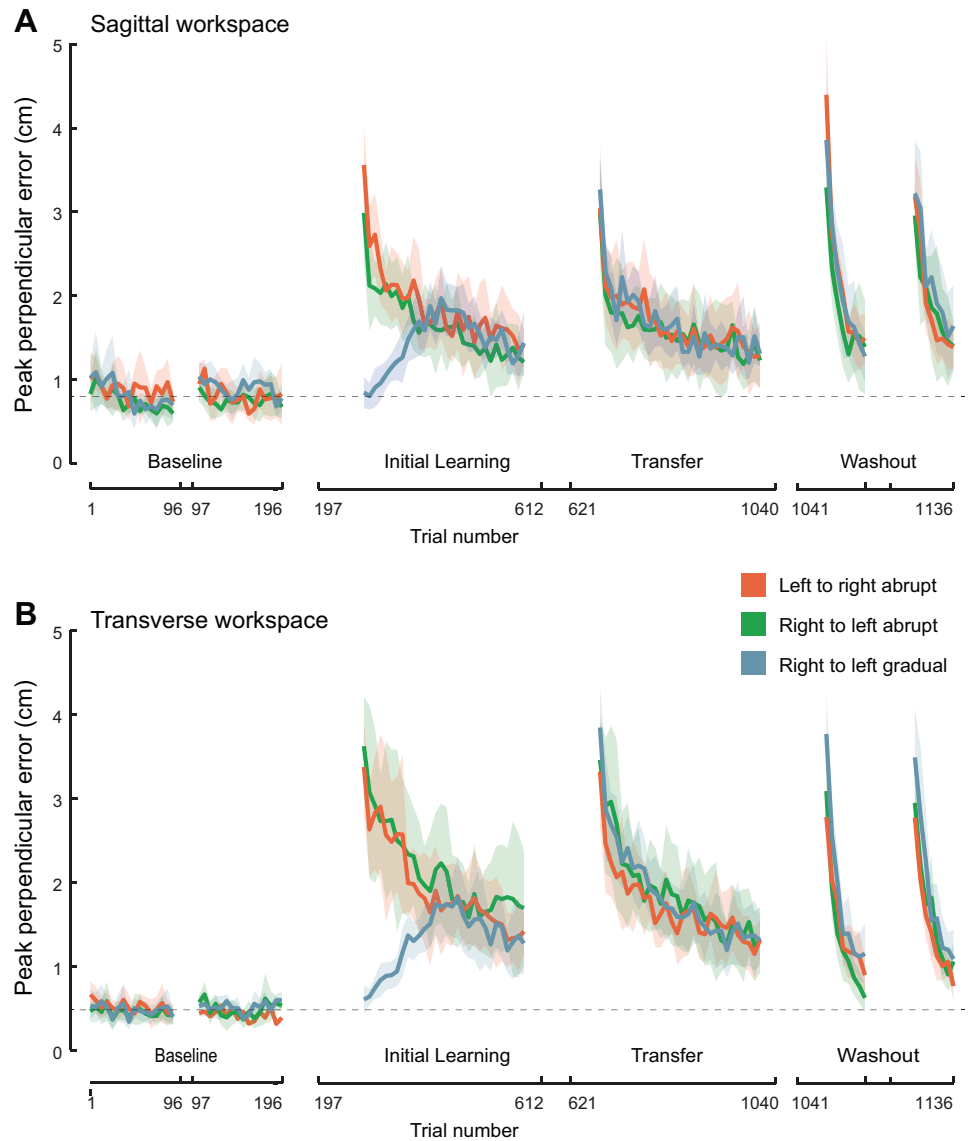 A Sagittal workspace
5
4
3
2
1
0
Peak perpendicular error (cm)
Baseline Initial Learning Transfer Washout
1 96 97 196 197 612 621 1040 1041 1136
Trial number
Left to right abrupt
Right to left abrupt
Right to left gradual
B Transverse workspace
5
4
3
2
1
0
Peak perpendicular error (cm)
Baseline Initial Learning Transfer Washout
1 96 97 196 197 612 621 1040 1041 1136
Trial number